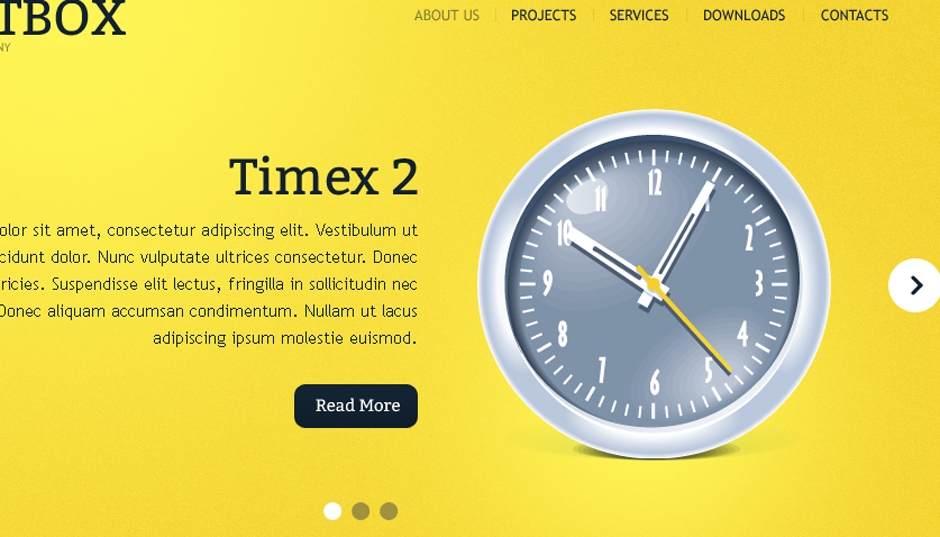 TBOX
ABOUT US PROJECTS SERVICES DOWNLOADS CONTACTS
NY
Timex 2
olor sit amet, consectetur adipiscing elit. Vestibulum ut
cidunt dolor. Nunc vulputate ultrices consectetur. Donec
ricies. Suspendisse elit lectus, fringilla in sollicitudin nec
Donec aliquam accumsan condimentum. Nullam ut lacus
adipiscing ipsum molestie euismod.
Read More
12
11
1
10
2
9
3
8
4
7
5
6